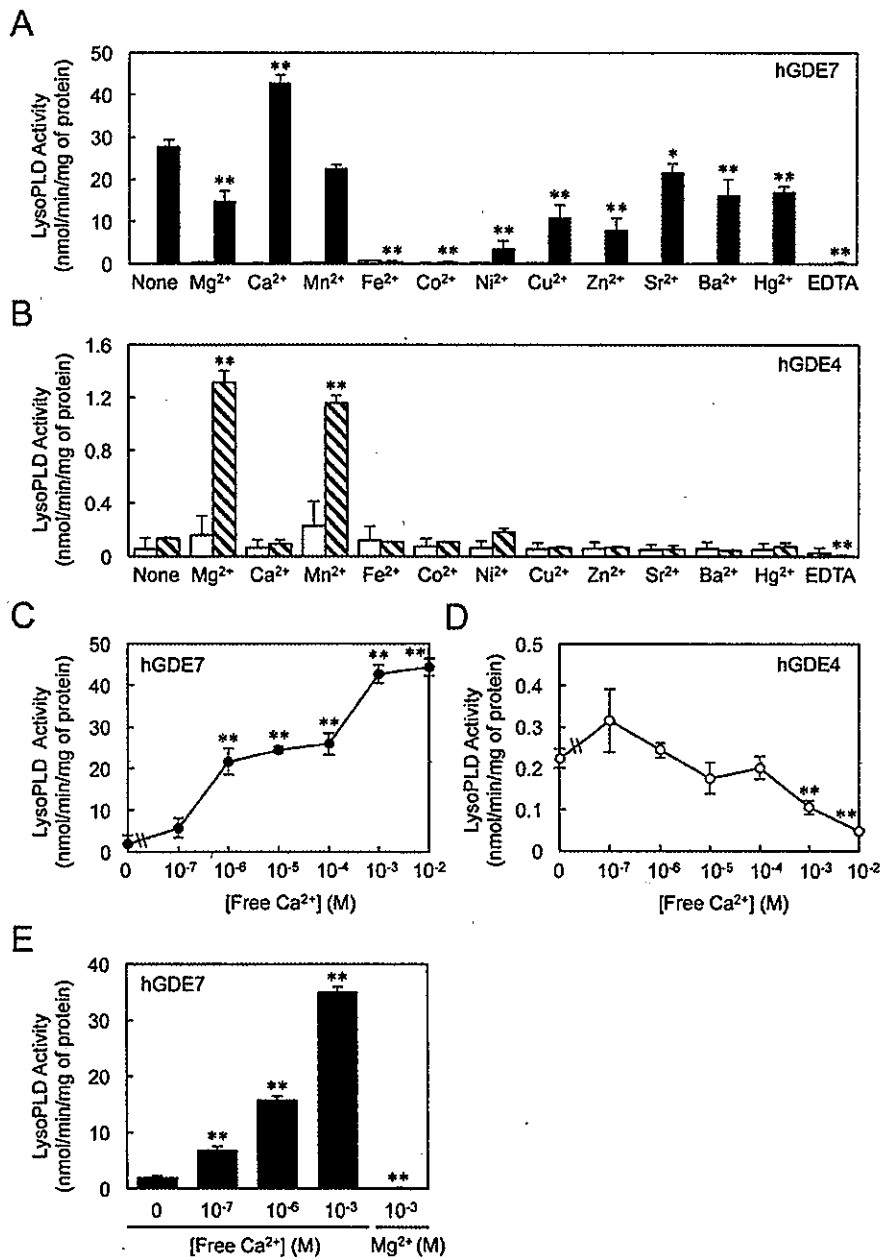 A
LysoPLD Activity
(nmol/min/mg of protein)
50
40
30
20
10
0
hGDE7
**
**
**
**
**
**
**
*
**
**
**
None Mg²⁺ Ca²⁺ Mn²⁺ Fe²⁺ Co²⁺ Ni²⁺ Cu²⁺ Zn²⁺ Sr²⁺ Ba²⁺ Hg²⁺ EDTA
B
LysoPLD Activity
(nmol/min/mg of protein)
1.6
1.2
0.8
0.4
0
hGDE4
**
**
**
None Mg²⁺ Ca²⁺ Mn²⁺ Fe²⁺ Co²⁺ Ni²⁺ Cu²⁺ Zn²⁺ Sr²⁺ Ba²⁺ Hg²⁺ EDTA
C
LysoPLD Activity
(nmol/min/mg of protein)
50
40
30
20
10
0
hGDE7
**
**
**
**
**
0 10⁻⁷ 10⁻⁶ 10⁻⁵ 10⁻⁴ 10⁻³ 10⁻²
[Free Ca²⁺] (M)
D
LysoPLD Activity
(nmol/min/mg of protein)
0.5
0.4
0.3
0.2
0.1
0
hGDE4
**
**
0 10⁻⁷ 10⁻⁶ 10⁻⁵ 10⁻⁴ 10⁻³ 10⁻²
[Free Ca²⁺] (M)
E
LysoPLD Activity
(nmol/min/mg of protein)
40
30
20
10
0
hGDE7
**
**
**
**
0 10⁻⁷ 10⁻⁶ 10⁻³ 10⁻³
[Free Ca²⁺] (M) Mg²⁺ (M)